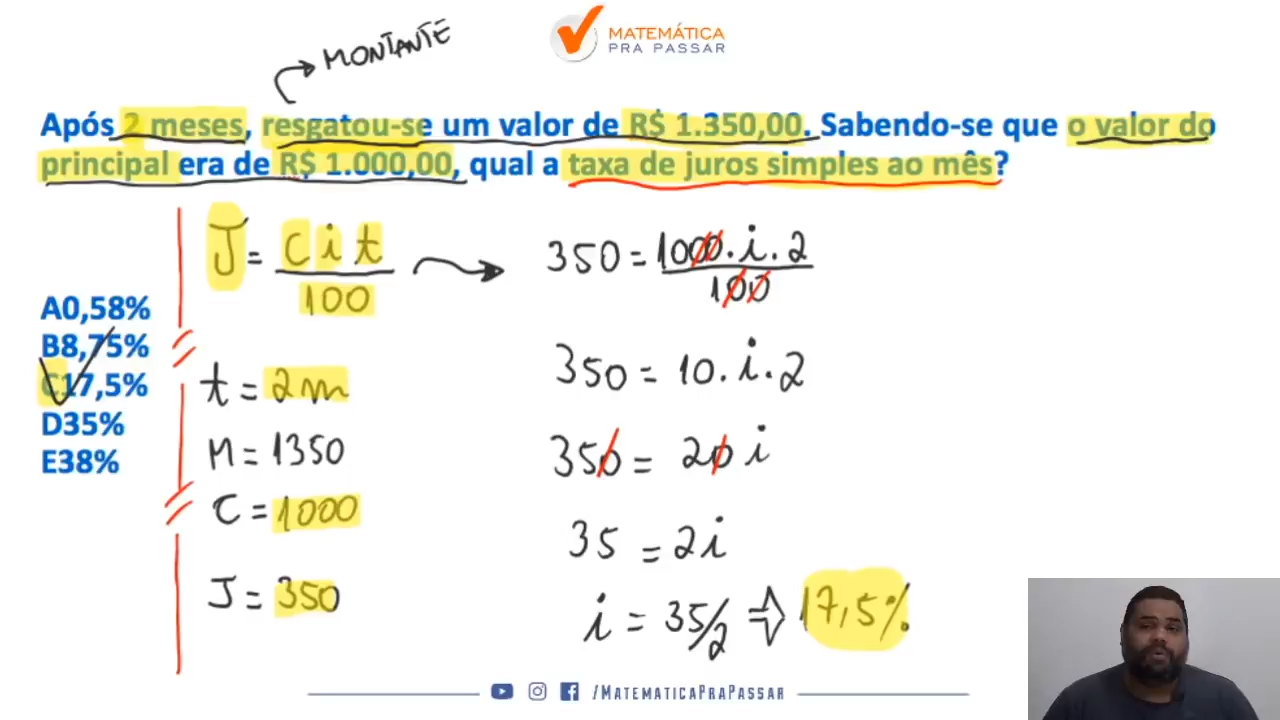 MATEMÁTICA
PRA PASSAR
MONTANTE
Após 2 meses, resgatou-se um valor de R$ 1.350,00. Sabendo-se que o valor do
principal era de R$ 1.000,00, qual a taxa de juros simples ao mês?
A0,58%
B8,75%
C17,5%
D35%
E38%
J = c i t
100
t = 2m
M = 1350
C = 1000
J = 350
350 = 1000 . i . 2
100
350 = 10 . i . 2
350 = 20 i
35 = 2i
i = 35/2 ⇒ 17,5%
/MATEMATICAPRAPASSAR